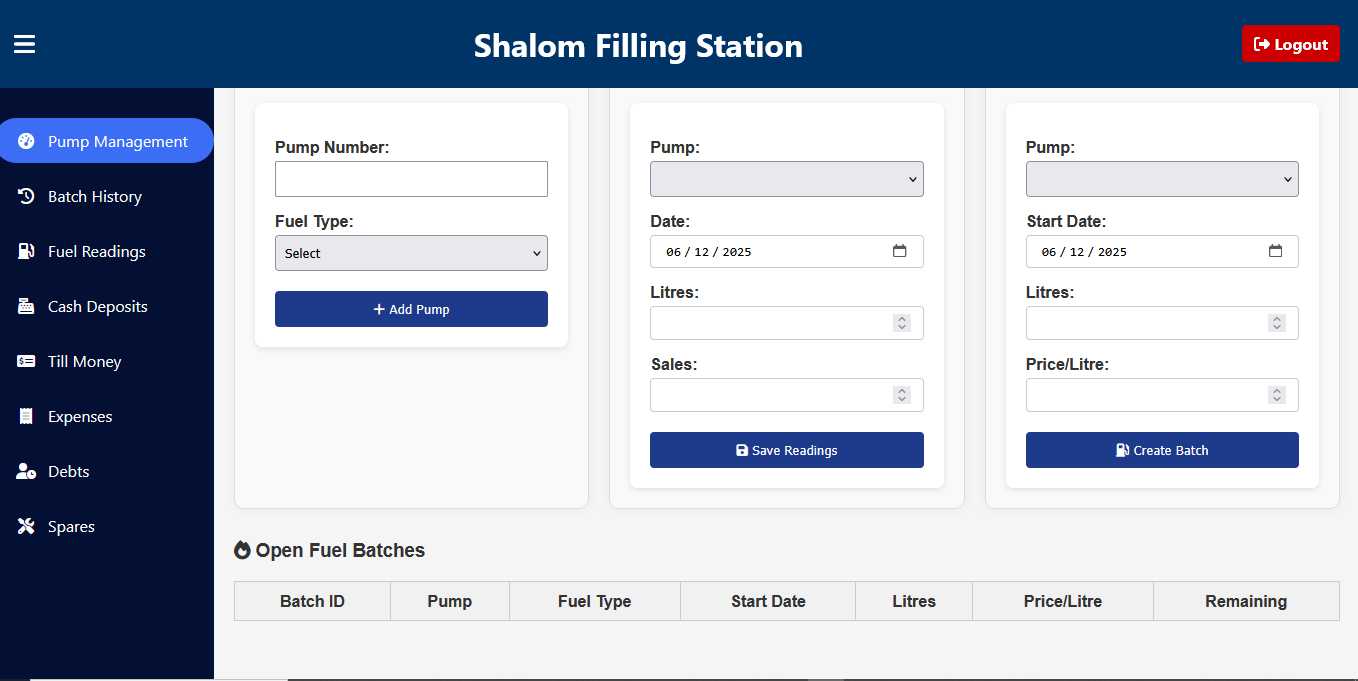 Shalom Filling Station
Logout
Pump Management
Batch History
Fuel Readings
Cash Deposits
Till Money
Expenses
Debts
Spares
Pump Number:
Fuel Type:
Select
Add Pump
Pump:
Date:
06 / 12 / 2025
Litres:
Sales:
Save Readings
Pump:
Start Date:
06 / 12 / 2025
Litres:
Price/Litre:
Create Batch
Open Fuel Batches
Batch ID Pump Fuel Type Start Date Litres Price/Litre Remaining